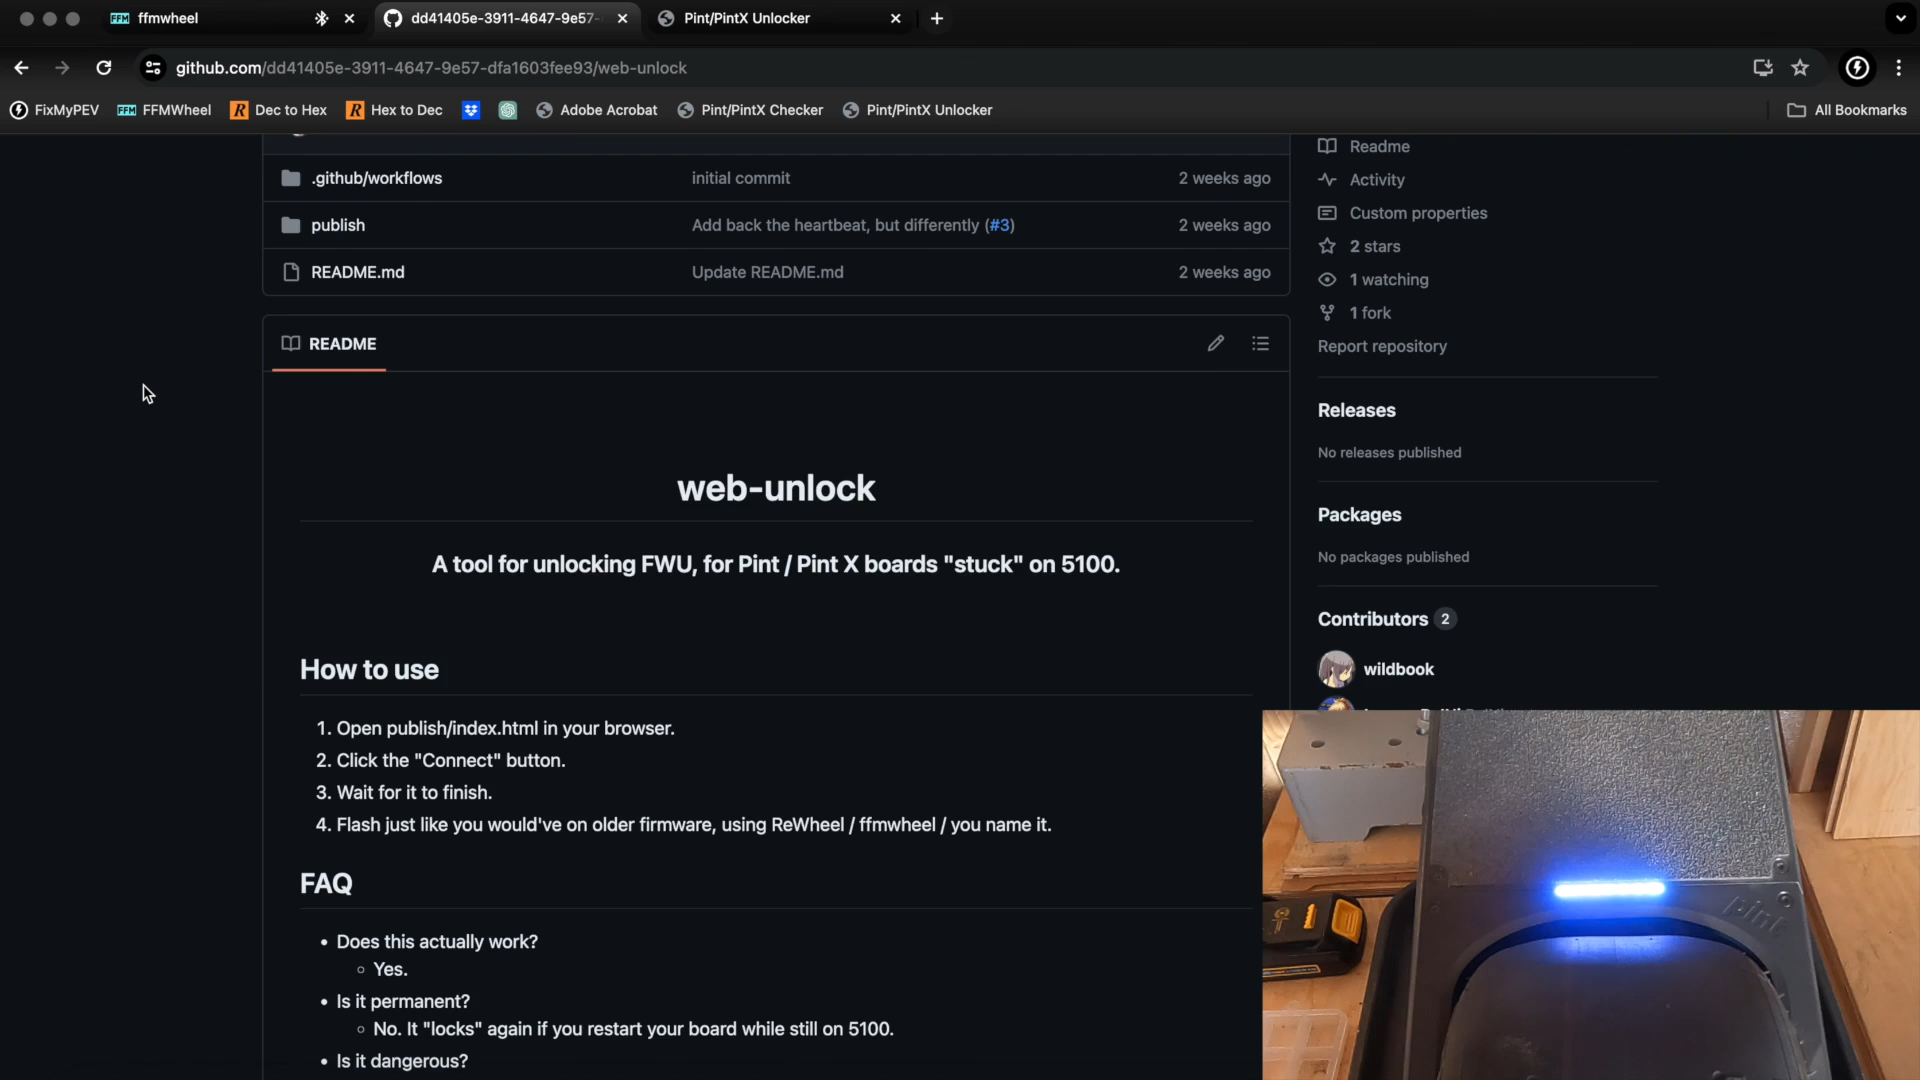 FFM ffmwheel
dd41405e-3911-4647-9e57-
Pint/PintX Unlocker
github.com/dd41405e-3911-4647-9e57-dfa1603fee93/web-unlock
FixMyPEV
FFM FFMWheel
R Dec to Hex
R Hex to Dec
Adobe Acrobat
Pint/PintX Checker
Pint/PintX Unlocker
All Bookmarks
.github/workflows initial commit 2 weeks ago
publish Add back the heartbeat, but differently (#3) 2 weeks ago
README.md Update README.md 2 weeks ago
README
web-unlock
A tool for unlocking FWU, for Pint / Pint X boards "stuck" on 5100.
How to use
1. Open publish/index.html in your browser.
2. Click the "Connect" button.
3. Wait for it to finish.
4. Flash just like you would've on older firmware, using ReWheel / ffmwheel / you name it.
FAQ
• Does this actually work?
Yes.
• Is it permanent?
No. It "locks" again if you restart your board while still on 5100.
• Is it dangerous?
Readme
Activity
Custom properties
2 stars
1 watching
1 fork
Report repository
Releases
No releases published
Packages
No packages published
Contributors 2
wildbook
pint